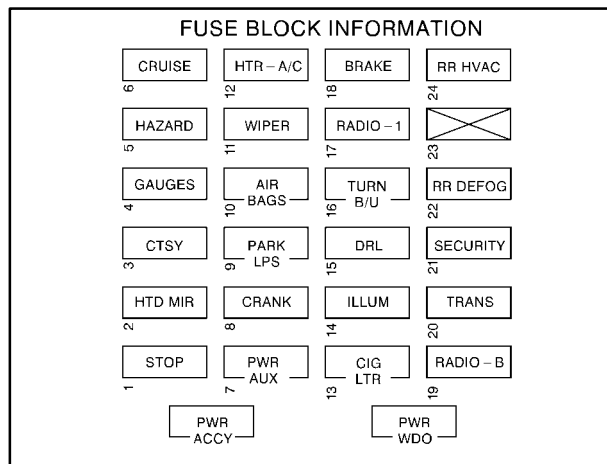 FUSE BLOCK INFORMATION
CRUISE HTR-A/C BRAKE RR HVAC
6 12 18 24
HAZARD WIPER RADIO-1
5 11 17 23
GAUGES AIR BAGS TURN B/U RR DEFOG
4 10 16 22
CTSY PARK LPS DRL SECURITY
3 9 15 21
HTD MIR CRANK ILLUM TRANS
2 8 14 20
STOP PWR AUX CIG LTR RADIO-B
1 7 13 19
PWR ACCY PWR WDO